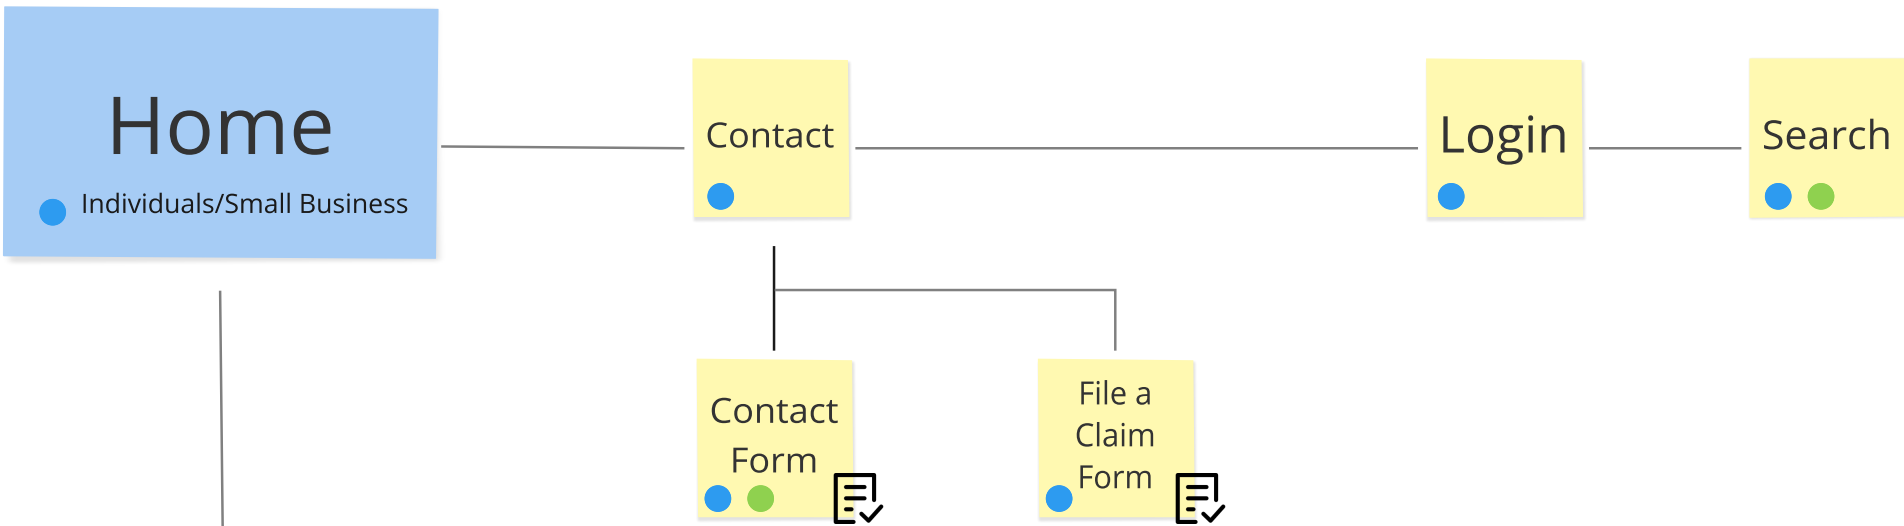 Home
Individuals/Small Business
Contact
Login
Search
Contact
Form
File a
Claim
Form